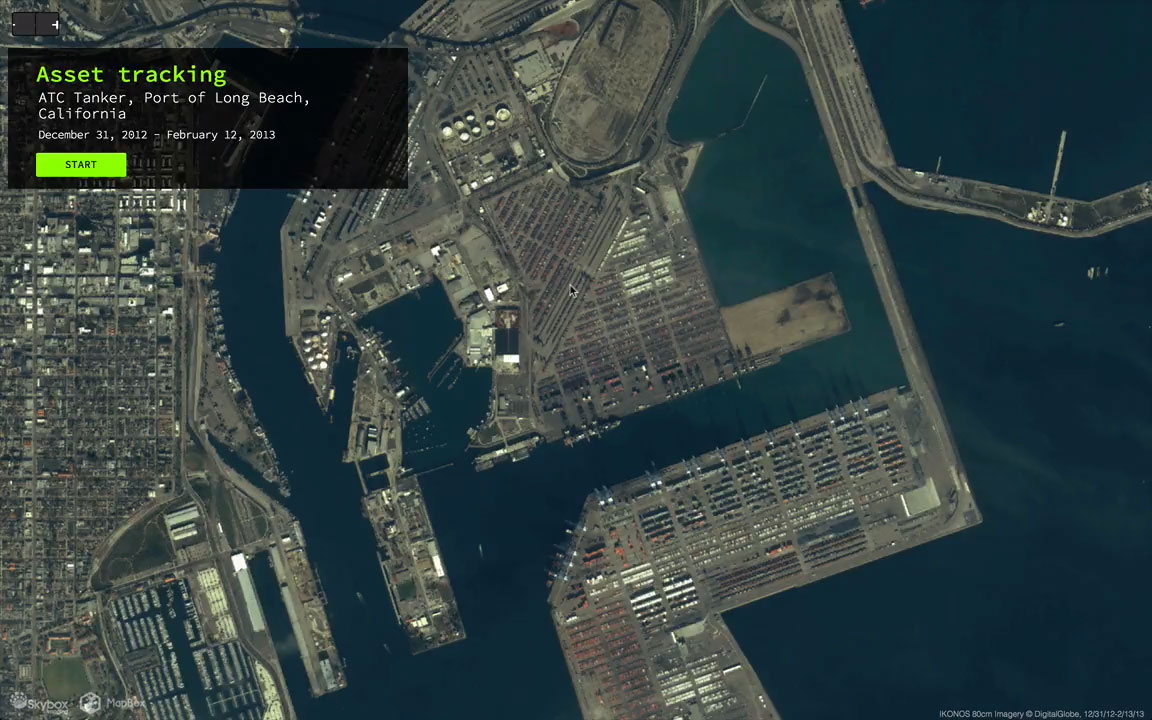 Asset tracking
ATC Tanker, Port of Long Beach,
California
December 31, 2012 – February 12, 2013
START
Skybox
MapBox
IKONOS 80cm Imagery © DigitalGlobe, 12/31/12-2/13/13